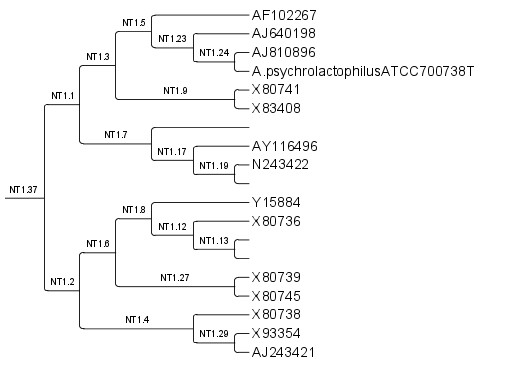 AF102267
NT1.5
AJ640198
NT1.23
AJ810896
NT1.24
NT1.3
A.psychrolactophilusATCC700738T
X80741
NT1.9
NT1.1
X83408
NT1.7
AY116496
NT1.17
N243422
NT1.19
NT1.37
Y15884
NT1.8
X80736
NT1.12
NT1.13
NT1.6
X80739
NT1.27
NT1.2
X80745
X80738
NT1.4
X93354
NT1.29
AJ243421